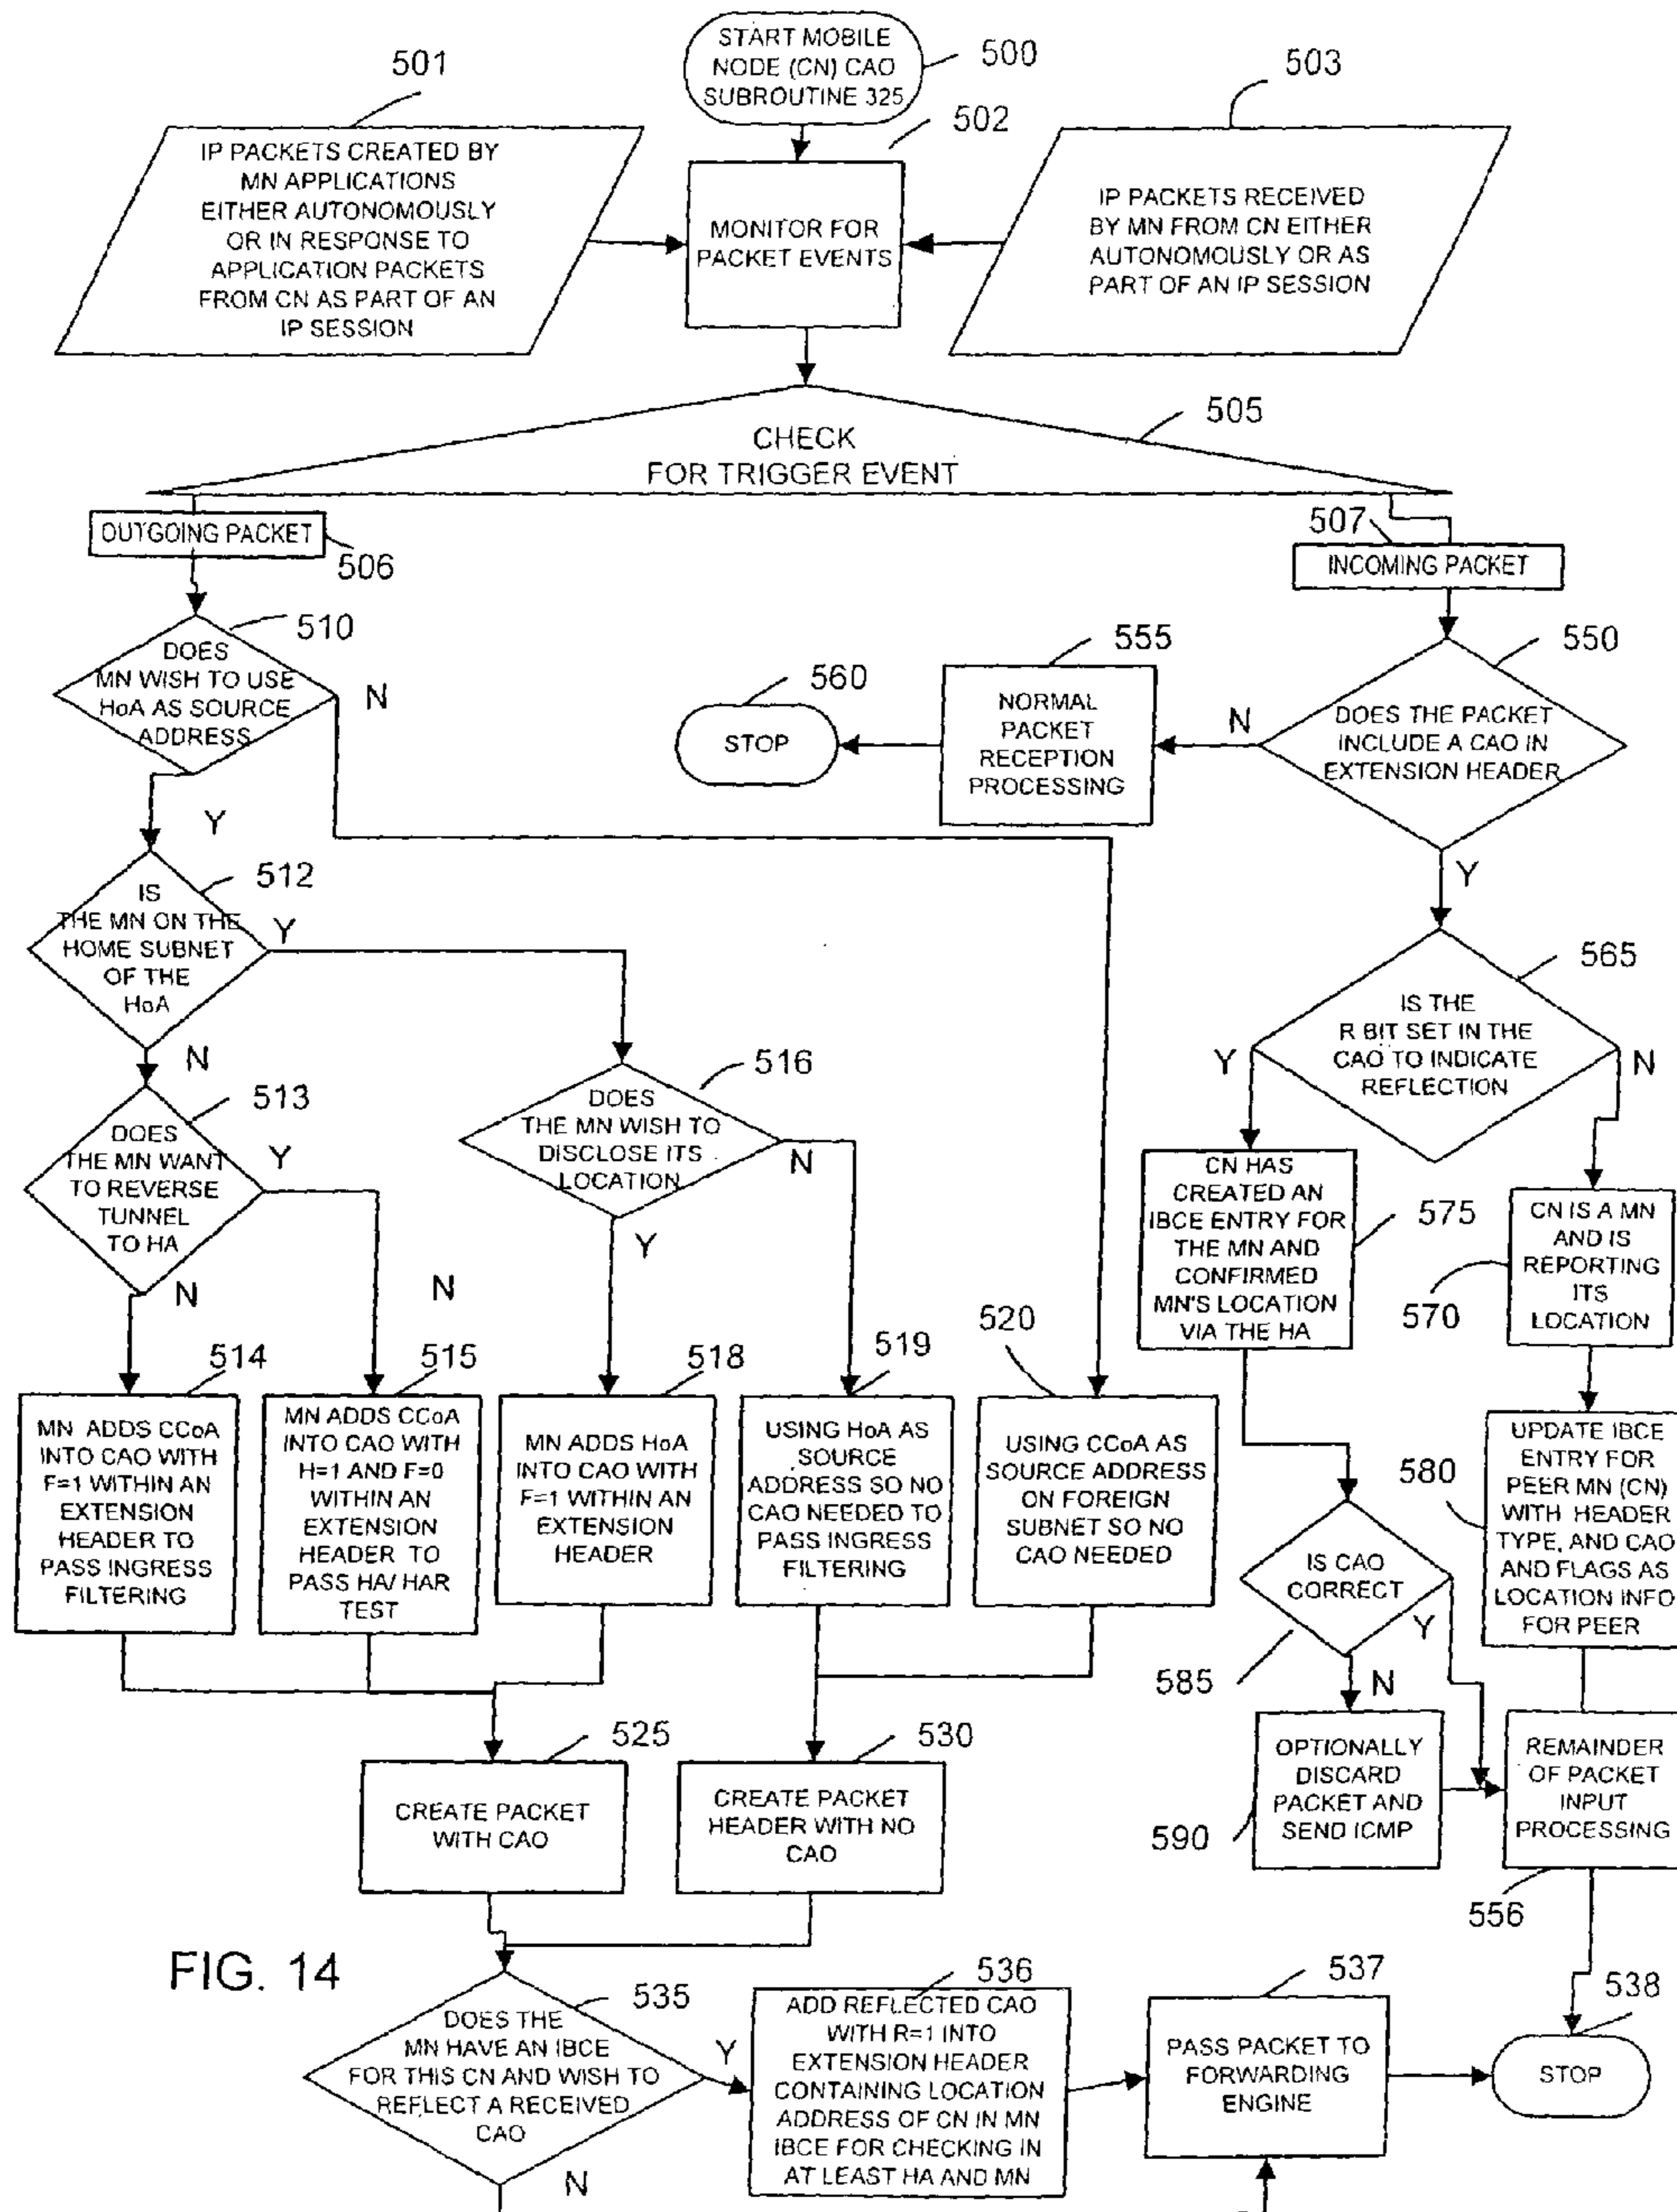 START MOBILE
NODE (CN) CAO
SUBROUTINE 325
500
501
503
502
IP PACKETS CREATED BY
MN APPLICATIONS
EITHER AUTONOMOUSLY
OR IN RESPONSE TO
APPLICATION PACKETS
FROM CN AS PART OF AN
IP SESSION
MONITOR FOR
PACKET EVENTS
IP PACKETS RECEIVED
BY MN FROM CN EITHER
AUTONOMOUSLY OR AS
PART OF AN IP SESSION
505
CHECK
FOR TRIGGER EVENT
OUTGOING PACKET
506
507
INCOMING PACKET
510
DOES
MN WISH TO USE
HoA AS SOURCE
ADDRESS
N
Y
560
STOP
555
NORMAL
PACKET
RECEPTION
PROCESSING
N
550
DOES THE PACKET
INCLUDE A CAO IN
EXTENSION HEADER
Y
512
IS
THE MN ON THE
HOME SUBNET
OF THE
HoA
Y
N
565
IS THE
R BIT SET IN THE
CAO TO INDICATE
REFLECTION
Y
N
513
DOES
THE MN WANT
TO REVERSE
TUNNEL
TO HA
Y
N
N
516
DOES
THE MN WISH TO
DISCLOSE ITS
LOCATION
N
Y
CN HAS
CREATED AN
IBCE ENTRY FOR
THE MN AND
CONFIRMED
MN'S LOCATION
VIA THE HA
575
CN IS A MN
AND IS
REPORTING
ITS
LOCATION
570
514
MN ADDS CCoA
INTO CAO WITH
F=1 WITHIN AN
EXTENSION
HEADER TO
PASS INGRESS
FILTERING
515
MN ADDS CCoA
INTO CAO WITH
H=1 AND F=0
WITHIN AN
EXTENSION
HEADER TO
PASS HA/ HAR
TEST
518
MN ADDS HoA
INTO CAO WITH
F=1 WITHIN AN
EXTENSION
HEADER
519
USING HoA AS
SOURCE
ADDRESS SO NO
CAO NEEDED TO
PASS INGRESS
FILTERING
520
USING CCoA AS
SOURCE ADDRESS
ON FOREIGN
SUBNET SO NO
CAO NEEDED
580
UPDATE IBCE
ENTRY FOR
PEER MN (CN)
WITH HEADER
TYPE, AND CAO
AND FLAGS AS
LOCATION INFO
FOR PEER
IS CAO
CORRECT
585
Y
N
525
CREATE PACKET
WITH CAO
530
CREATE PACKET
HEADER WITH NO
CAO
OPTIONALLY
DISCARD
PACKET AND
SEND ICMP
590
REMAINDER
OF PACKET
INPUT
PROCESSING
556
FIG. 14
535
DOES THE
MN HAVE AN IBCE
FOR THIS CN AND WISH TO
REFLECT A RECEIVED
CAO
Y
N
536
ADD REFLECTED CAO
WITH R=1 INTO
EXTENSION HEADER
CONTAINING LOCATION
ADDRESS OF CN IN MN
IBCE FOR CHECKING IN
AT LEAST HA AND MN
537
PASS PACKET TO
FORWARDING
ENGINE
538
STOP